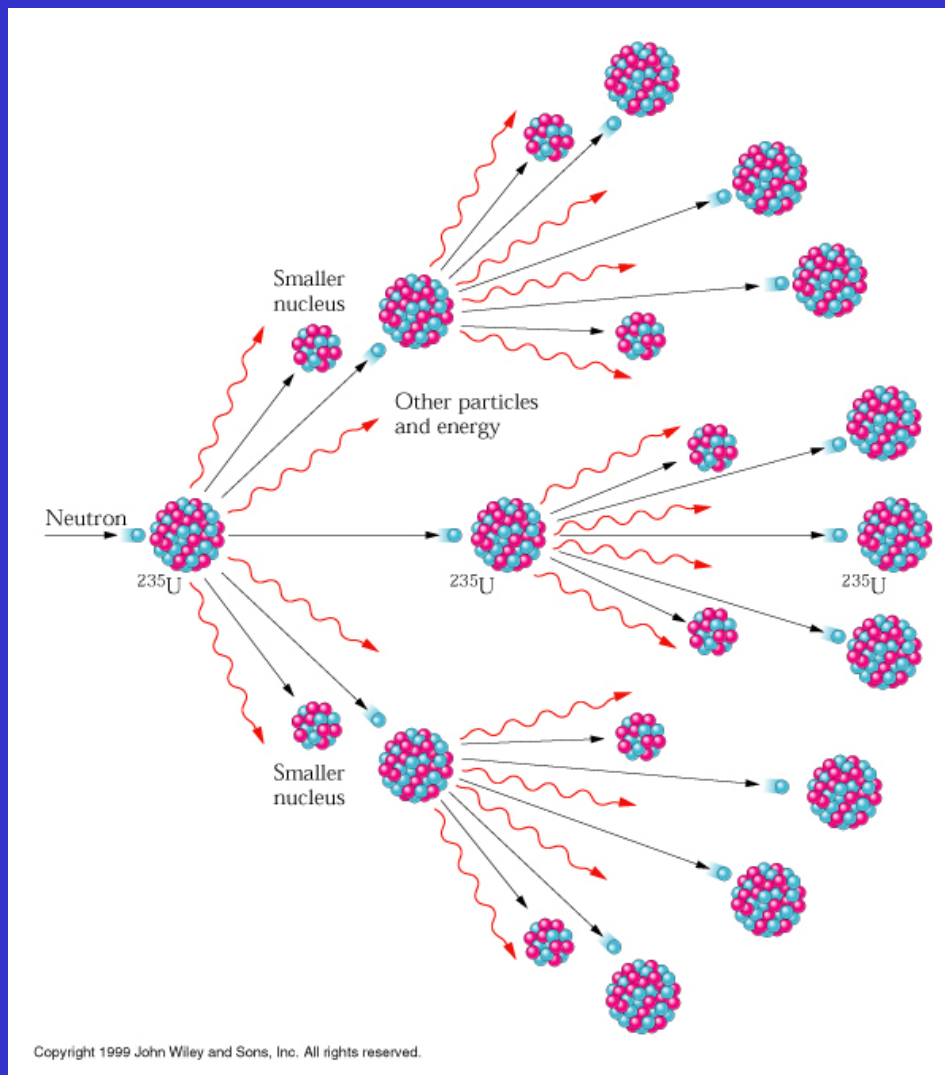 Smaller
nucleus
Other particles
and energy
Neutron
²³⁵U
²³⁵U
²³⁵U
Smaller
nucleus
Copyright 1999 John Wiley and Sons, Inc. All rights reserved.